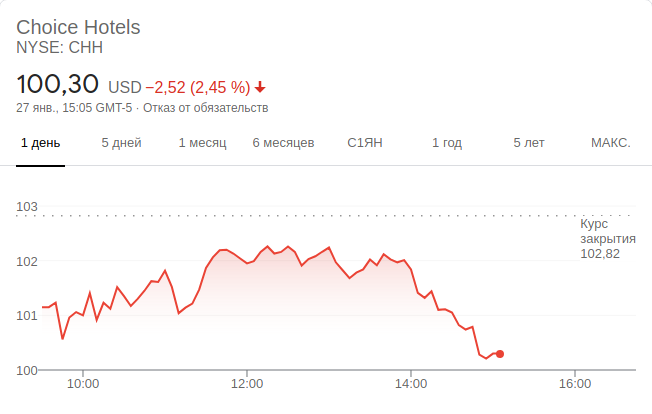 Choice Hotels
NYSE: CHH
100,30 USD −2,52 (2,45 %)
27 янв., 15:05 GMT-5 · Отказ от обязательств
1 день 5 дней 1 месяц 6 месяцев С1ЯН 1 год 5 лет МАКС.
103
Курс
закрытия
102,82
102
101
100
10:00 12:00 14:00 16:00